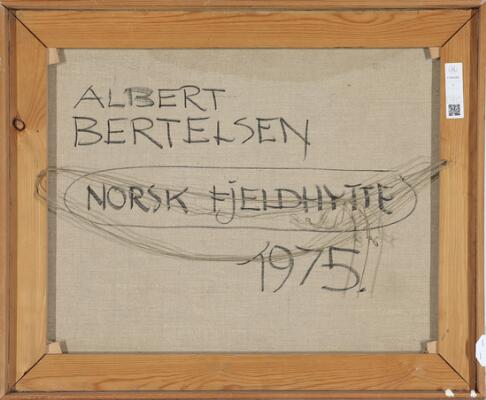 ALBERT
BERTELSEN
NORSK FJELDHYTTE
1975.